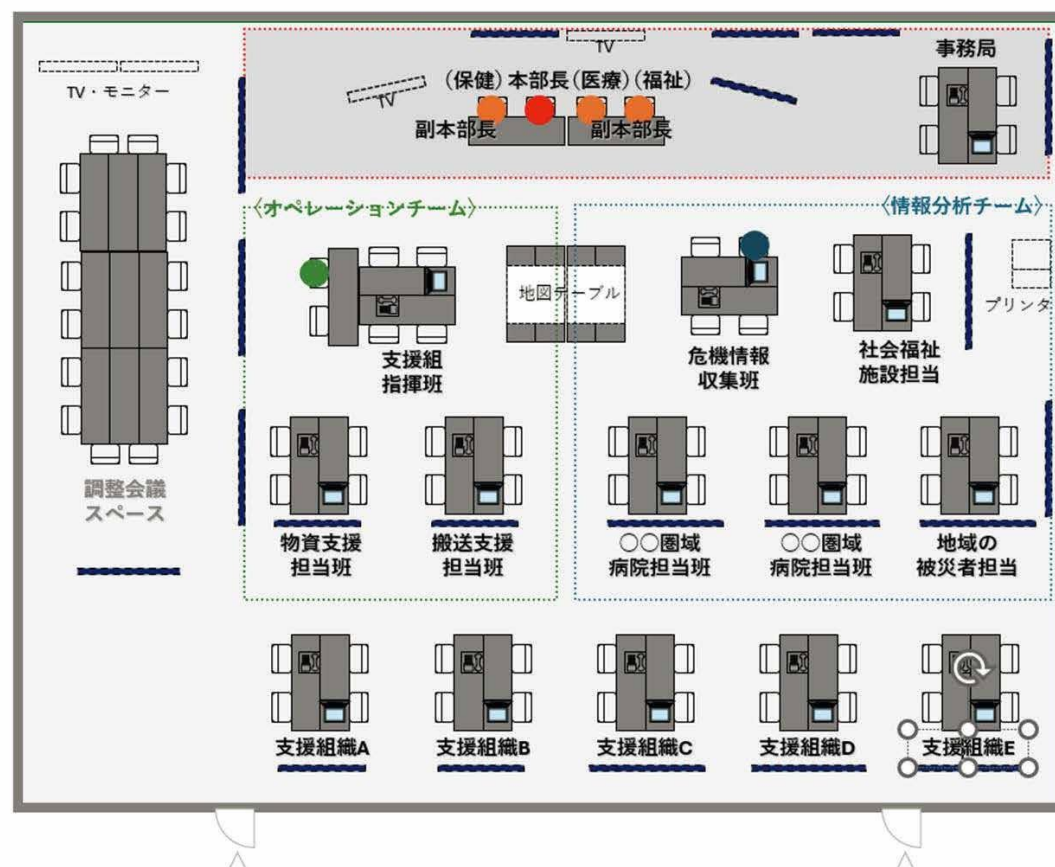 TV
事務局
TV・モニター
TV
（保健）本部長（医療）（福祉）
副本部長
副本部長
〈オペレーションチーム〉
〈情報分析チーム〉
地図テーブル
プリンタ
支援組
指揮班
危機情報
収集班
社会福祉
施設担当
調整会議
スペース
物資支援
担当班
搬送支援
担当班
〇〇圏域
病院担当班
〇〇圏域
病院担当班
地域の
被災者担当
支援組織A
支援組織B
支援組織C
支援組織D
支援組織E